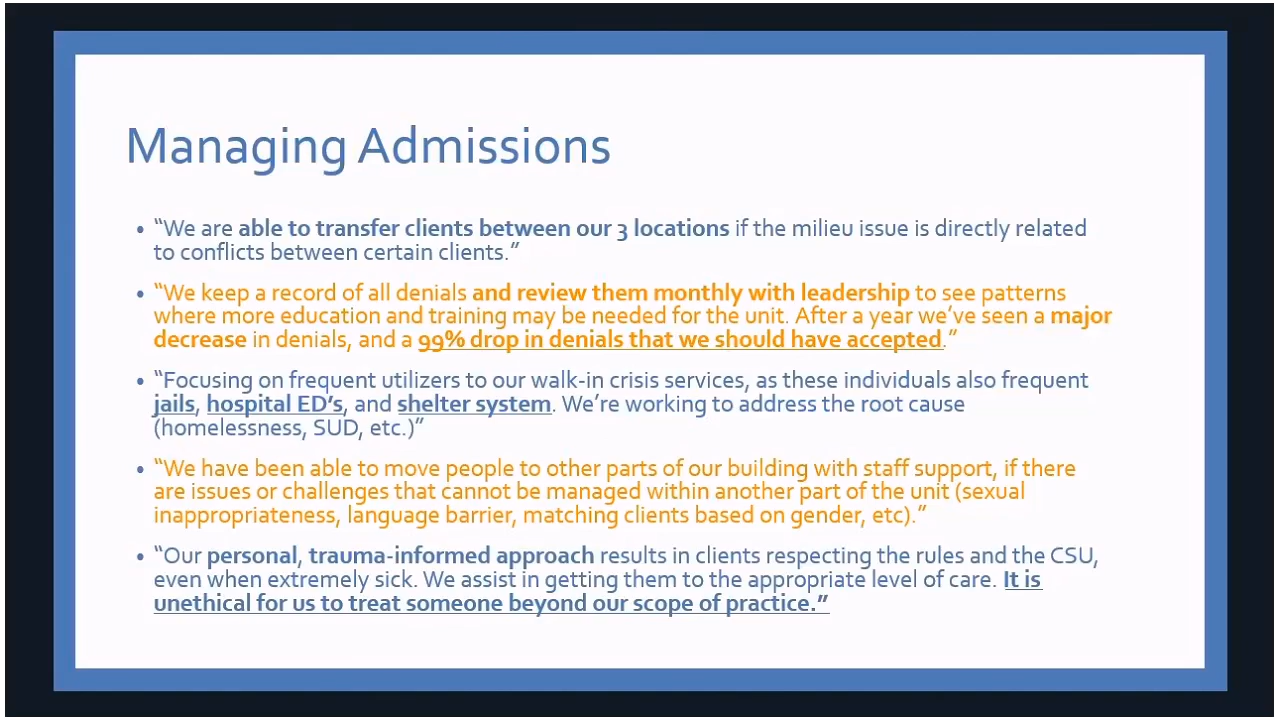 Managing Admissions
• “We are able to transfer clients between our 3 locations if the milieu issue is directly related
to conflicts between certain clients.”
• “We keep a record of all denials and review them monthly with leadership to see patterns
where more education and training may be needed for the unit. After a year we’ve seen a major
decrease in denials, and a 99% drop in denials that we should have accepted.”
• “Focusing on frequent utilizers to our walk-in crisis services, as these individuals also frequent
jails, hospital ED’s, and shelter system. We’re working to address the root cause
(homelessness, SUD, etc.)”
• “We have been able to move people to other parts of our building with staff support, if there
are issues or challenges that cannot be managed within another part of the unit (sexual
inappropriateness, language barrier, matching clients based on gender, etc).”
• “Our personal, trauma-informed approach results in clients respecting the rules and the CSU,
even when extremely sick. We assist in getting them to the appropriate level of care. It is
unethical for us to treat someone beyond our scope of practice.”